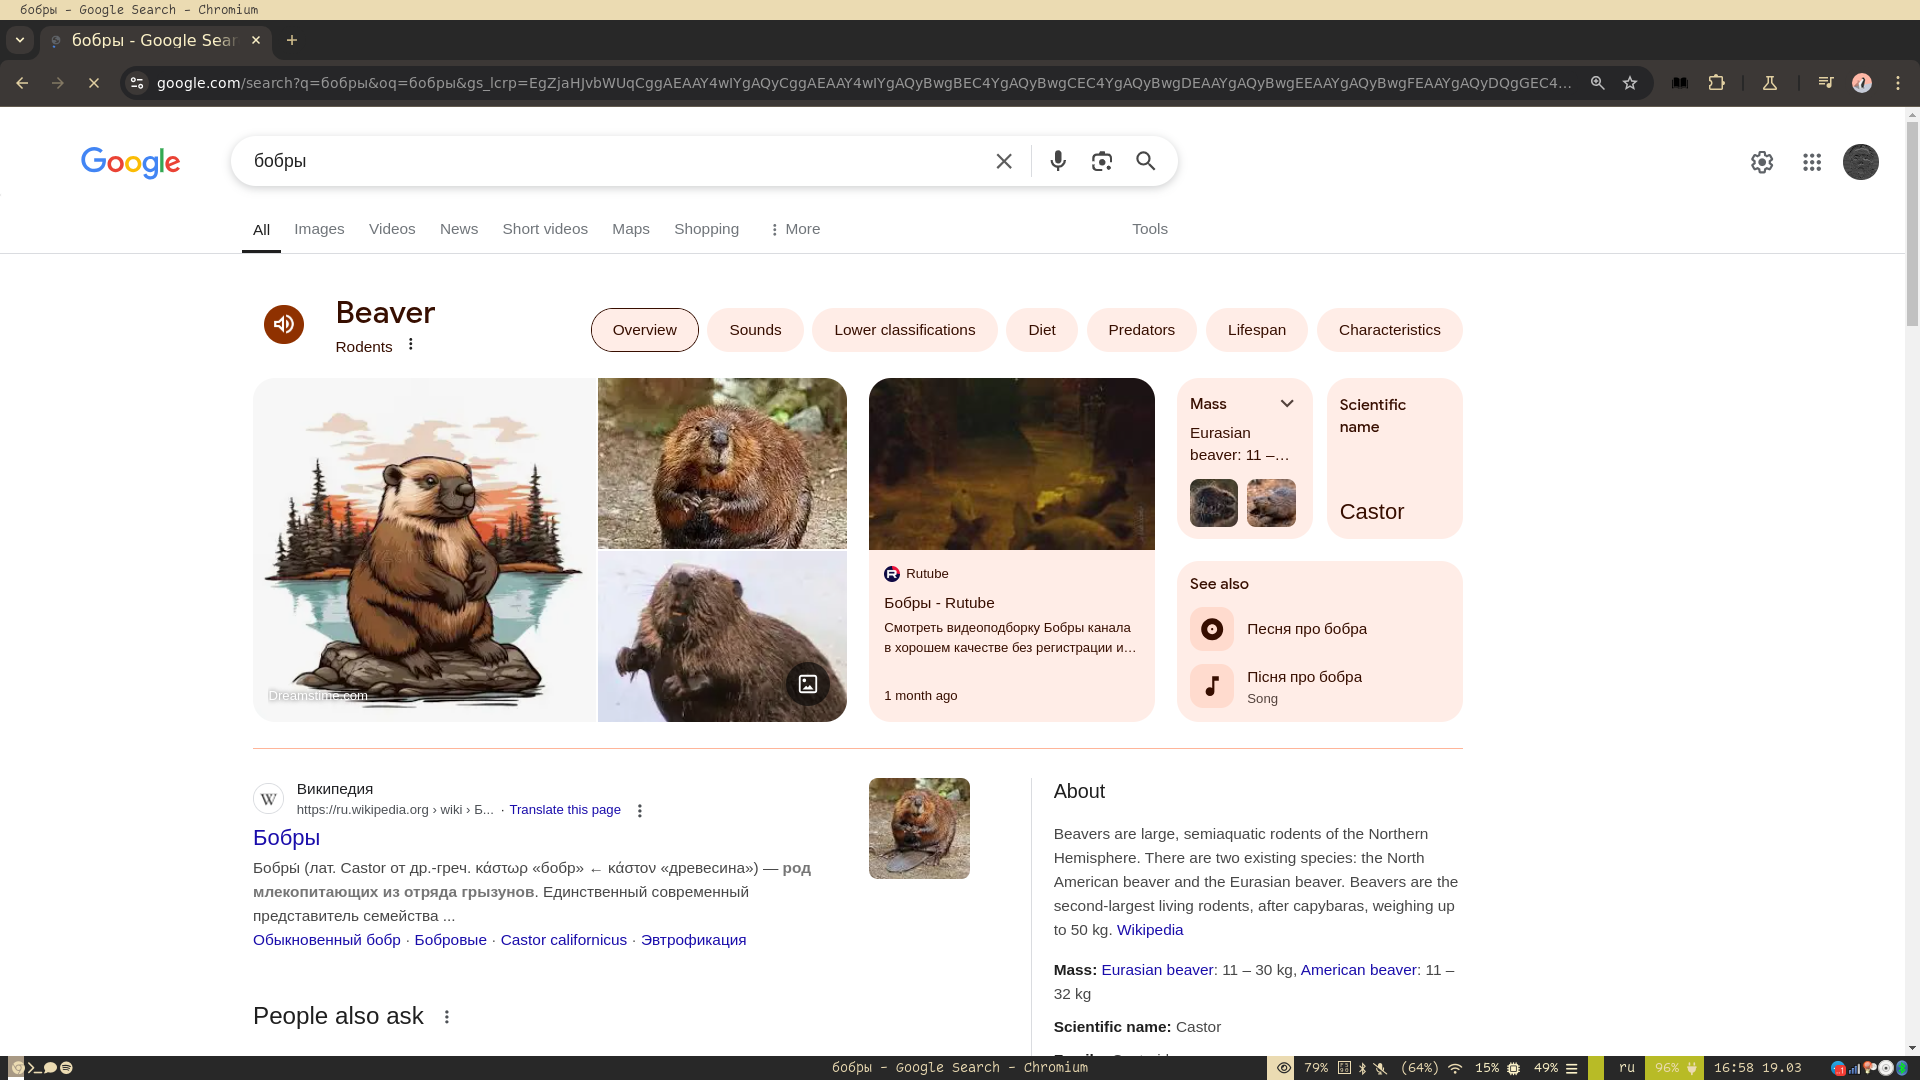 бобры - Google Search - Chromium
бобры - Google Sear
google.com/search?q=бобры&oq=бобры&gs_lcrp=EgZjaHJvbWUqCggAEAAY4wIYgAQyCggAEAAY4wIYgAQyBwgBEC4YgAQyBwgCEC4YgAQyBwgDEAAYgAQyBwgEEAAYgAQyBwgFEAAYgAQyDQgGEC4...
Google
бобры
All Images Videos News Short videos Maps Shopping More Tools
Beaver
Rodents
Overview Sounds Lower classifications Diet Predators Lifespan Characteristics
Dreamstime.com
Rutube
Бобры - Rutube
Смотреть видеоподборку Бобры канала
в хорошем качестве без регистрации и...
1 month ago
Mass
Eurasian
beaver: 11 –...
Scientific
name
Castor
See also
Песня про бобра
Пісня про бобра
Song
Википедия
https://ru.wikipedia.org › wiki › Б... · Translate this page
Бобры
Бобры́ (лат. Castor от др.-греч. κάστωρ «бобр» ← κάστον «древесина») — род
млекопитающих из отряда грызунов. Единственный современный
представитель семейства ...
Обыкновенный бобр · Бобровые · Castor californicus · Эвтрофикация
People also ask
About
Beavers are large, semiaquatic rodents of the Northern
Hemisphere. There are two existing species: the North
American beaver and the Eurasian beaver. Beavers are the
second-largest living rodents, after capybaras, weighing up
to 50 kg. Wikipedia
Mass: Eurasian beaver: 11 – 30 kg, American beaver: 11 –
32 kg
Scientific name: Castor
бобры - Google Search - Chromium
79% (64%) 15% 49% ru 96% 16:58 19.03